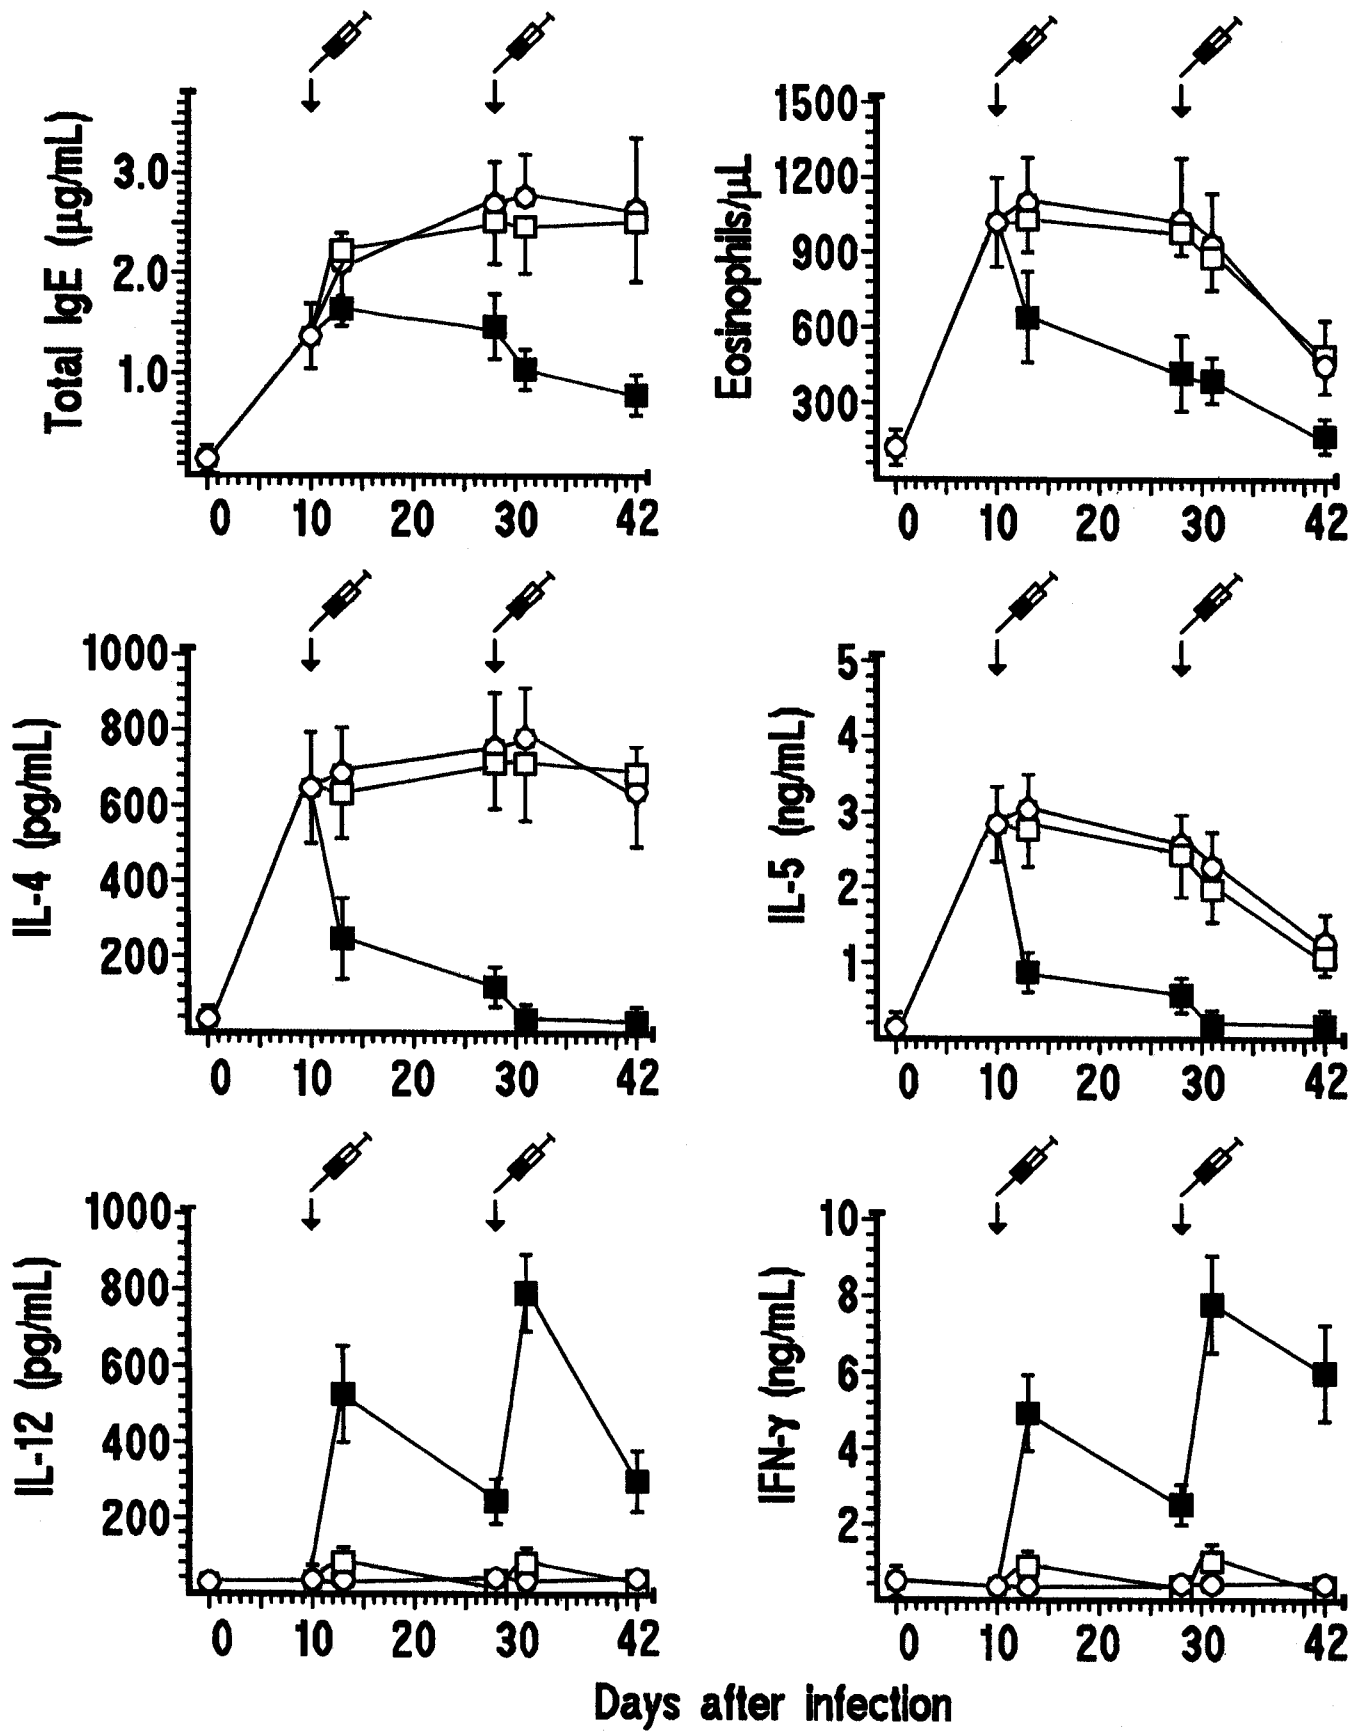 Total IgE (µg/mL)
3.0
2.0
1.0
0 10 20 30 42
Eosinophils/µL
1500
1200
900
600
300
0 10 20 30 42
IL-4 (pg/mL)
1000
800
600
400
200
0 10 20 30 42
IL-5 (ng/mL)
5
4
3
2
1
0 10 20 30 42
IL-12 (pg/mL)
1000
800
600
400
200
0 10 20 30 42
IFN-γ (ng/mL)
10
8
6
4
2
0 10 20 30 42
Days after infection